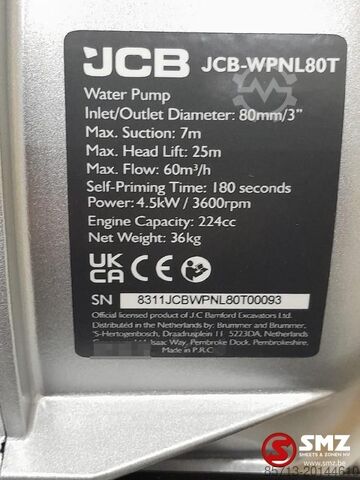 JCB JCB-WPNL80T
Water Pump
Inlet/Outlet Diameter: 80mm/3"
Max. Suction: 7m
Max. Head Lift: 25m
Max. Flow: 60m³/h
Self-Priming Time: 180 seconds
Power: 4.5kW / 3600rpm
Engine Capacity: 224cc
Net Weight: 36kg
UK CA CE
SN 8311JCBWPNL80T00093
Official licensed product of J.C Bamford Excavators Ltd.
Distributed in the Netherlands by: Brummer and Brummer,
'S-Hertogenbosch, Draadrusplein 11 5223DA, Netherlands
Isaac Way, Pembroke Dock, Pembrokeshire.
Made in P.R.C
SMZ
SHEETS & ZONEN NV
www.smz.be
85713-20144640